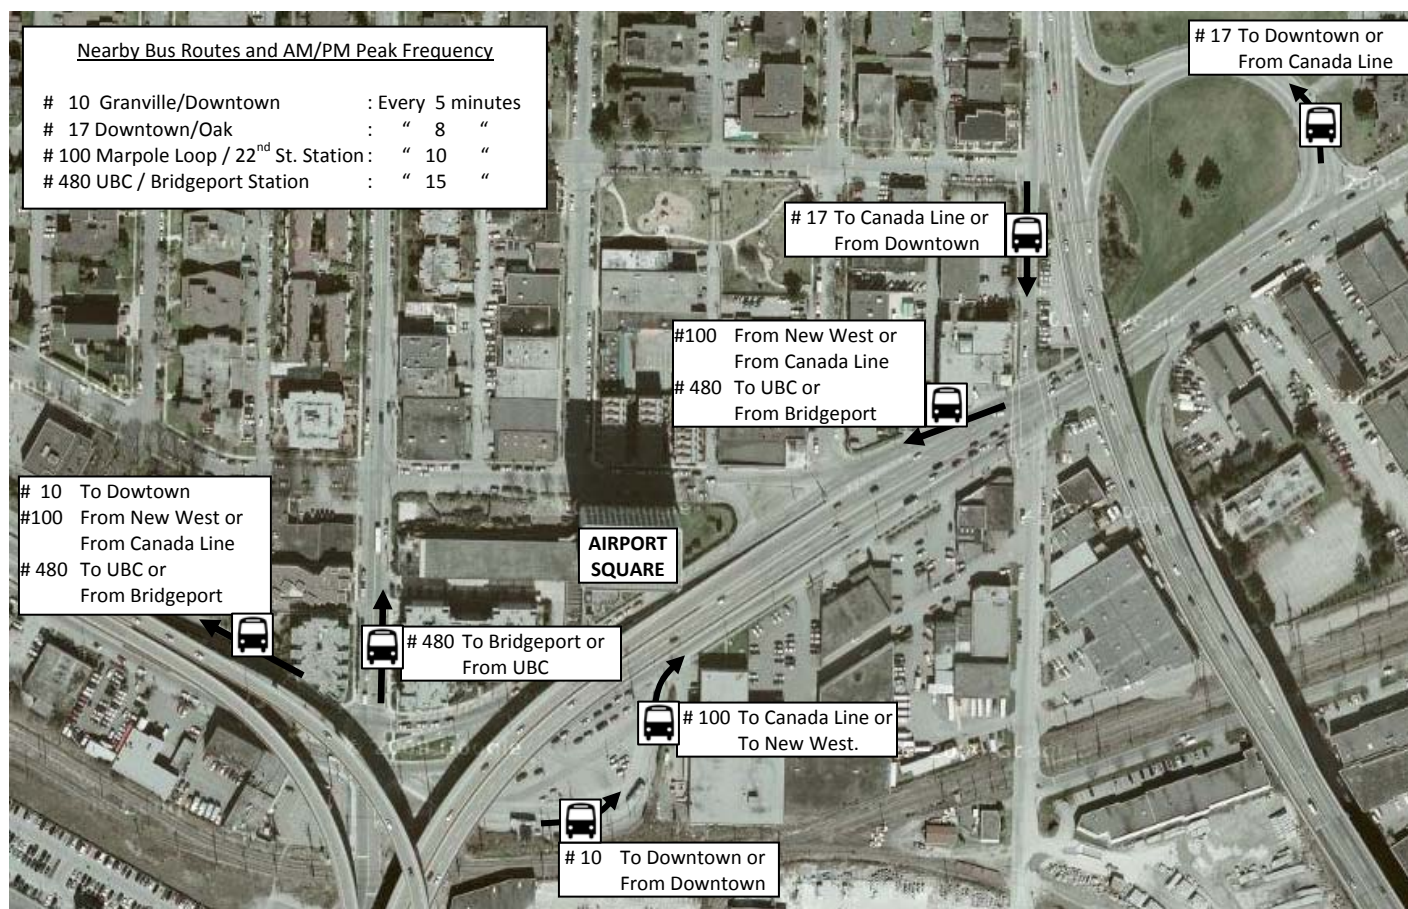 Nearby Bus Routes and AM/PM Peak Frequency
# 10 Granville/Downtown : Every 5 minutes
# 17 Downtown/Oak : “ 8 “
# 100 Marpole Loop / 22nd St. Station : “ 10 “
# 480 UBC / Bridgeport Station : “ 15 “
# 17 To Downtown or
From Canada Line
# 17 To Canada Line or
From Downtown
#100 From New West or
From Canada Line
# 480 To UBC or
From Bridgeport
# 10 To Dowtown
#100 From New West or
From Canada Line
# 480 To UBC or
From Bridgeport
AIRPORT
SQUARE
# 480 To Bridgeport or
From UBC
# 100 To Canada Line or
To New West.
# 10 To Downtown or
From Downtown